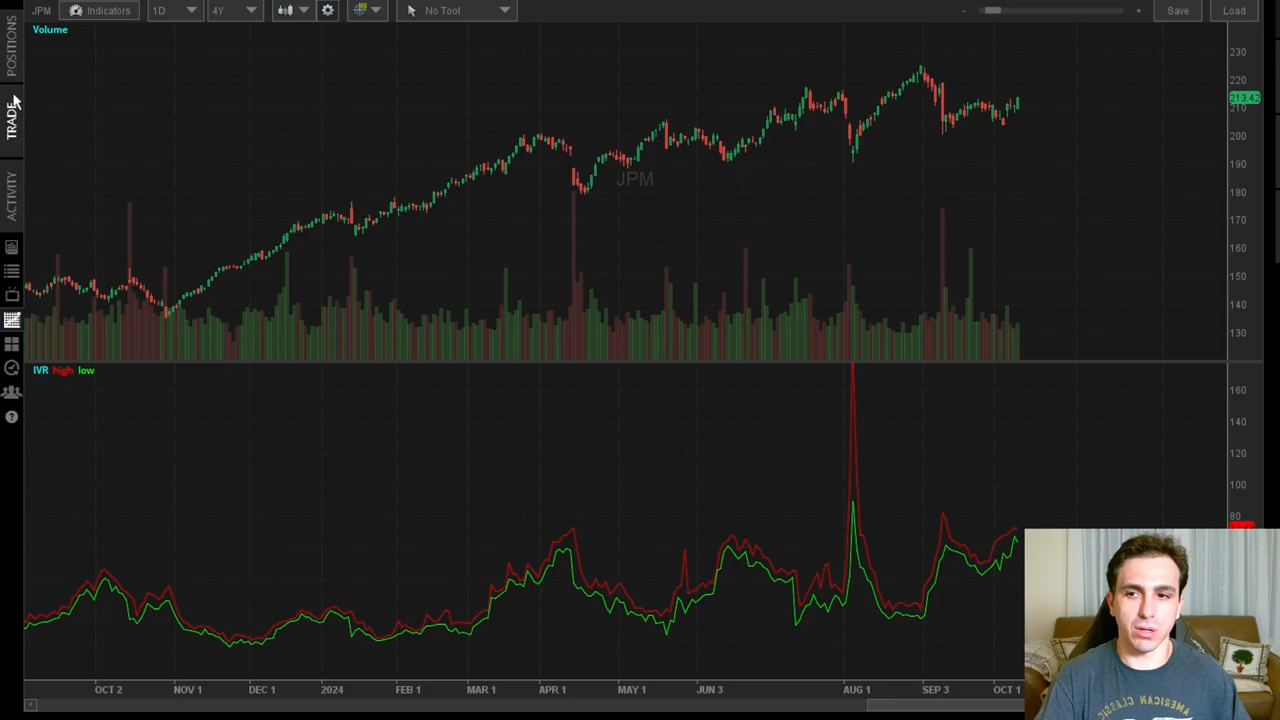 JPM
Indicators
1D
4Y
No Tool
-
+
Save
Load
POSITIONS
TRADE
ACTIVITY
Volume
230
220
213.42
210
200
190
180
170
160
150
140
130
JPM
IVR high low
160
140
120
100
80
OCT 2
NOV 1
DEC 1
2024
FEB 1
MAR 1
APR 1
MAY 1
JUN 3
AUG 1
SEP 3
OCT 1
AMERICAN CLASSIC